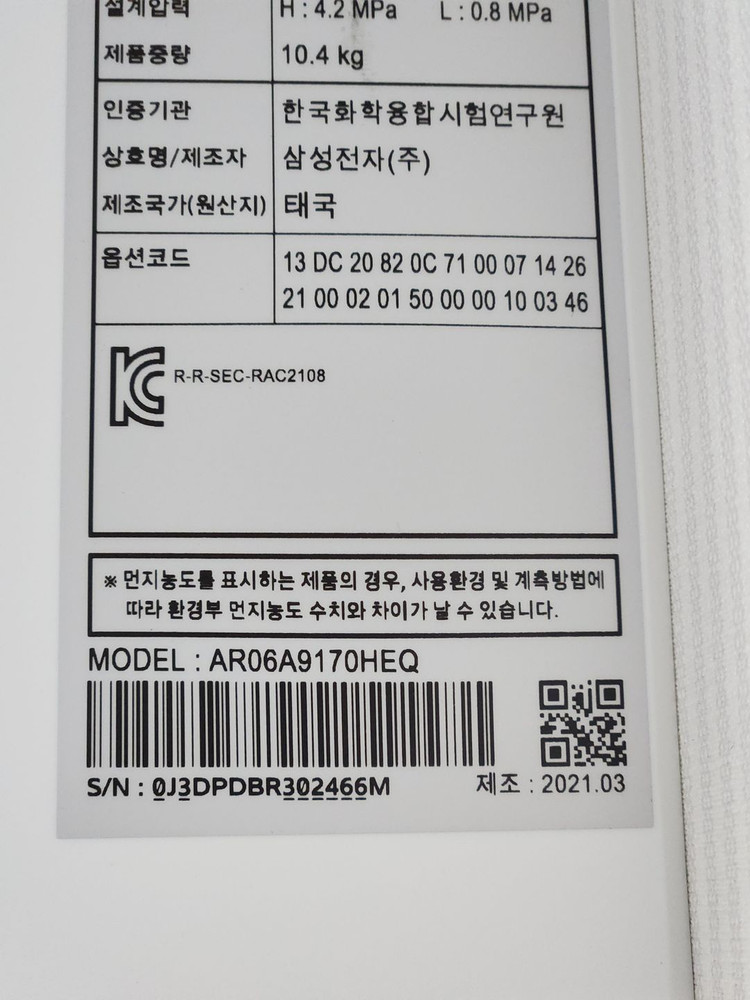 설계압력 H : 4.2 MPa L : 0.8 MPa
제품중량 10.4 kg
인증기관 한국화학융합시험연구원
상호명/제조자 삼성전자(주)
제조국가(원산지) 태국
옵션코드 13 DC 20 82 0C 71 00 07 14 26
21 00 02 01 50 00 00 10 03 46
R-R-SEC-RAC2108
※ 먼지농도를 표시하는 제품의 경우, 사용환경 및 계측방법에
따라 환경부 먼지농도 수치와 차이가 날 수 있습니다.
MODEL : AR06A9170HEQ
S/N : 0J3DPDBR302466M 제조 : 2021.03